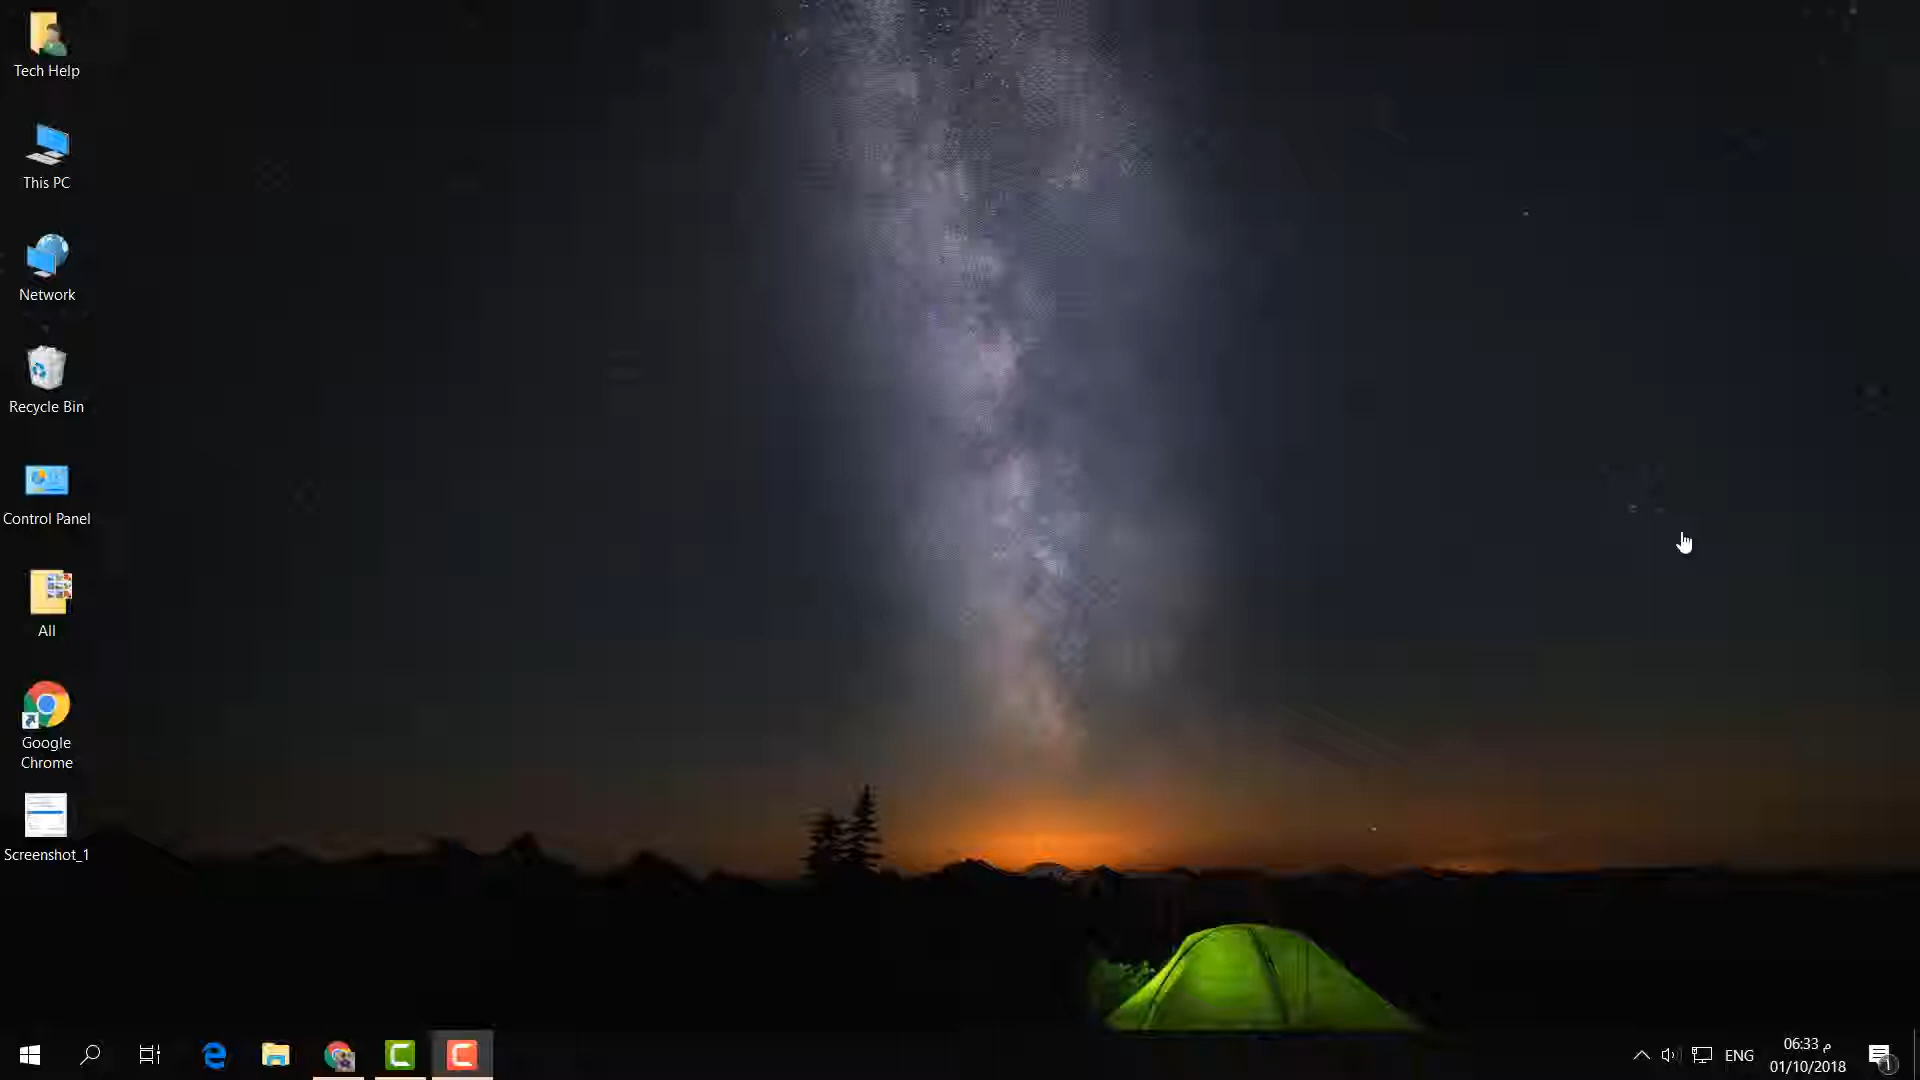 Tech Help
This PC
Network
Recycle Bin
Control Panel
All
Google
Chrome
Screenshot_1
ENG
06:33 م
01/10/2018
1